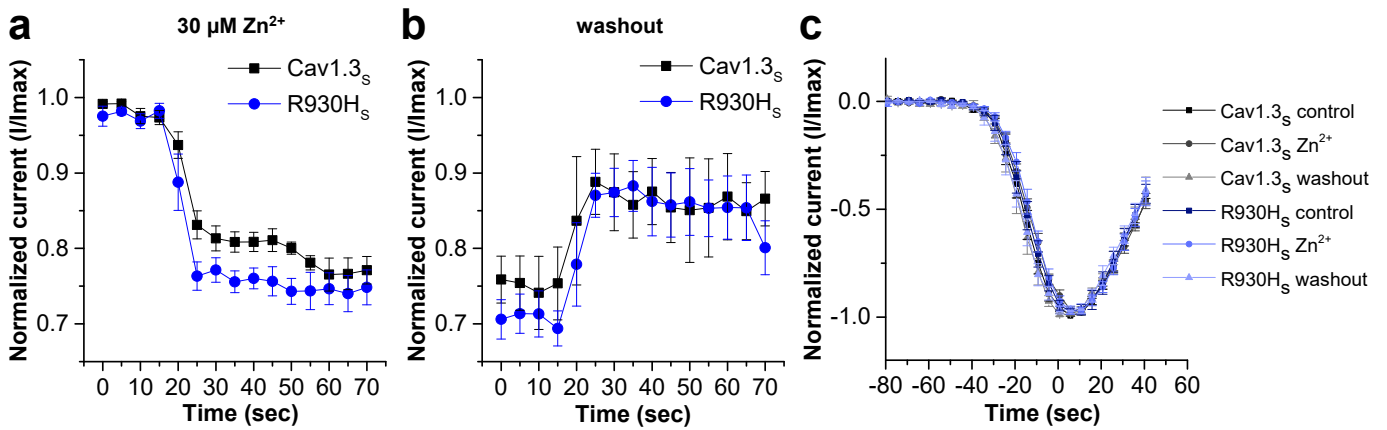 a
30 µM Zn²⁺
Cav1.3ₛ
R930Hₛ
Normalized current (I/Imax)
1.0
0.9
0.8
0.7
0 10 20 30 40 50 60 70
Time (sec)
b
washout
Cav1.3ₛ
R930Hₛ
Normalized current (I/Imax)
1.0
0.9
0.8
0.7
0 10 20 30 40 50 60 70
Time (sec)
c
Normalized current (I/Imax)
0.0
-0.5
-1.0
-80 -60 -40 -20 0 20 40 60
Time (sec)
Cav1.3ₛ control
Cav1.3ₛ Zn²⁺
Cav1.3ₛ washout
R930Hₛ control
R930Hₛ Zn²⁺
R930Hₛ washout